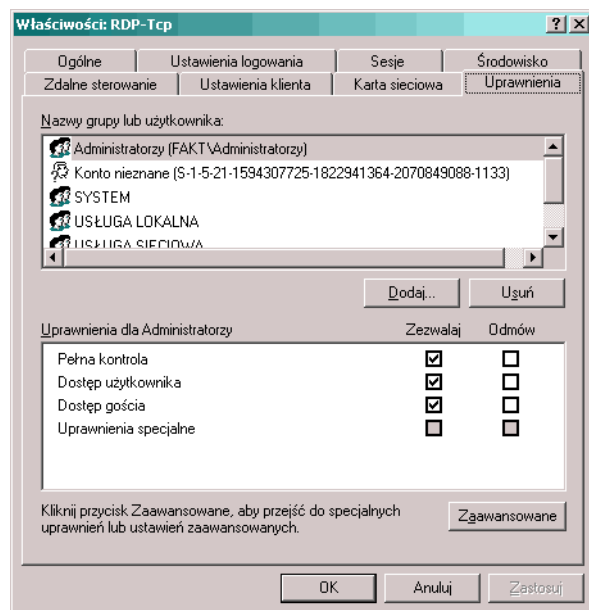 Właściwości: RDP-Tcp
Ogólne Ustawienia logowania Sesje Środowisko
Zdalne sterowanie Ustawienia klienta Karta sieciowa Uprawnienia
Nazwy grupy lub użytkownika:
Administratorzy (FAKT\Administratorzy)
Konto nieznane (S-1-5-21-1594307725-1822941364-2070849088-1133)
SYSTEM
USŁUGA LOKALNA
USŁUGA SIECIOWA
Dodaj... Usuń
Uprawnienia dla Administratorzy Zezwalaj Odmów
Pełna kontrola
Dostęp użytkownika
Dostęp gościa
Uprawnienia specjalne
Kliknij przycisk Zaawansowane, aby przejść do specjalnych
uprawnień lub ustawień zaawansowanych.
Zaawansowane
OK Anuluj Zastosuj